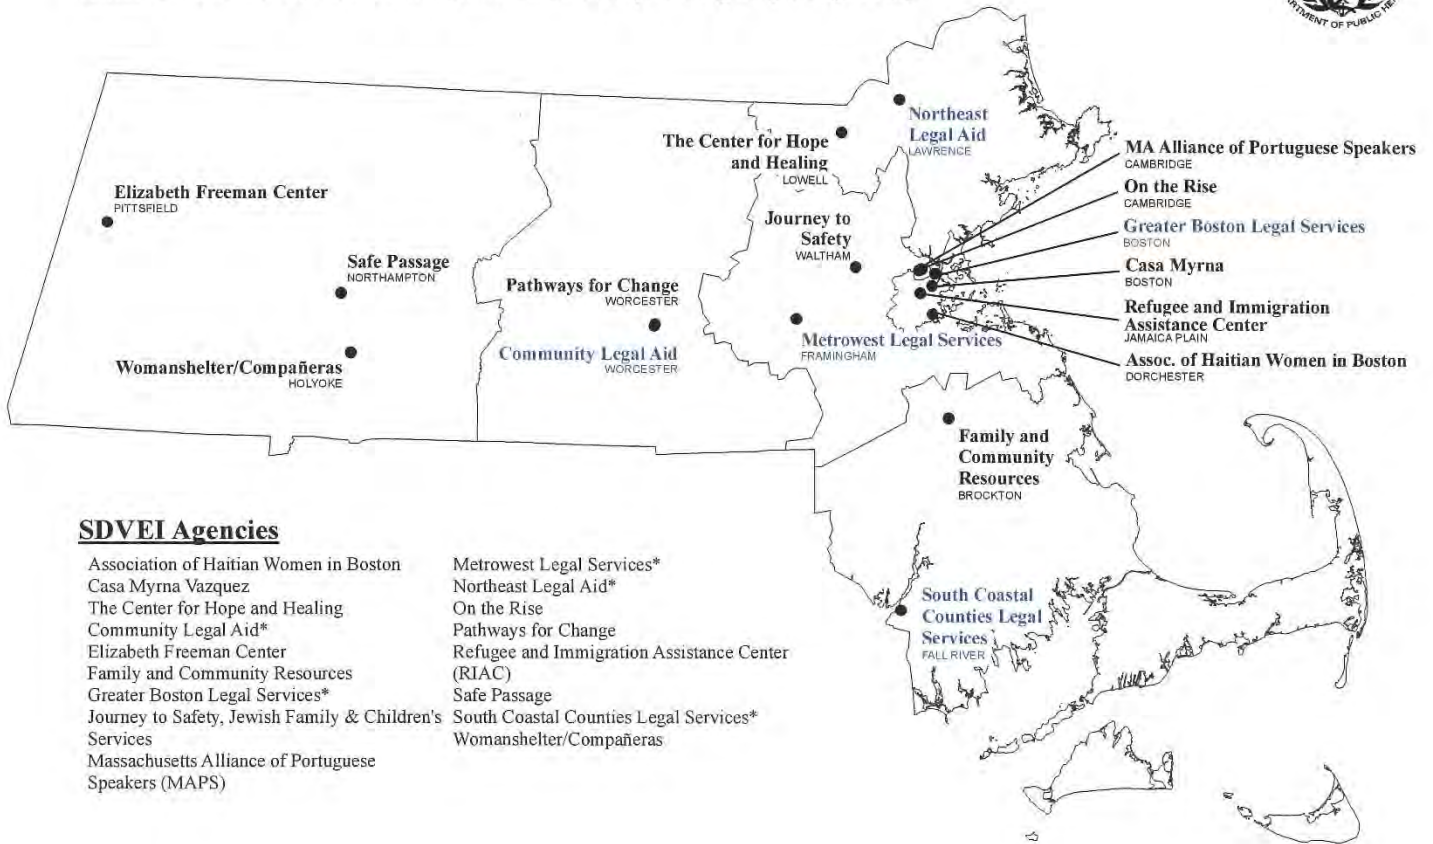 DEPARTMENT OF PUBLIC HEA
Northeast
Legal Aid
LAWRENCE
The Center for Hope
and Healing
LOWELL
MA Alliance of Portuguese Speakers
CAMBRIDGE
On the Rise
CAMBRIDGE
Greater Boston Legal Services
BOSTON
Casa Myrna
BOSTON
Refugee and Immigration
Assistance Center
JAMAICA PLAIN
Assoc. of Haitian Women in Boston
DORCHESTER
Elizabeth Freeman Center
PITTSFIELD
Journey to
Safety
WALTHAM
Safe Passage
NORTHAMPTON
Pathways for Change
WORCESTER
Community Legal Aid
WORCESTER
Metrowest Legal Services
FRAMINGHAM
Womanshelter/Compañeras
HOLYOKE
Family and
Community
Resources
BROCKTON
South Coastal
Counties Legal
Services
FALL RIVER
SDVEI Agencies
Association of Haitian Women in Boston
Casa Myrna Vazquez
The Center for Hope and Healing
Community Legal Aid*
Elizabeth Freeman Center
Family and Community Resources
Greater Boston Legal Services*
Journey to Safety, Jewish Family & Children's
Services
Massachusetts Alliance of Portuguese
Speakers (MAPS)
Metrowest Legal Services*
Northeast Legal Aid*
On the Rise
Pathways for Change
Refugee and Immigration Assistance Center
(RIAC)
Safe Passage
South Coastal Counties Legal Services*
Womanshelter/Compañeras